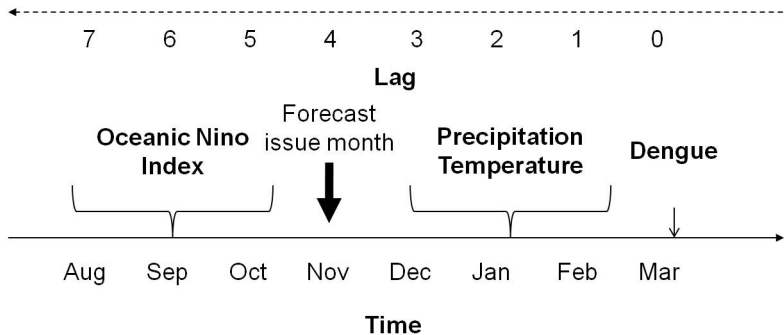 7 6 5 4 3 2 1 0
Lag
Forecast
issue month
Oceanic Nino
Index
Precipitation
Temperature
Dengue
Aug Sep Oct Nov Dec Jan Feb Mar
Time